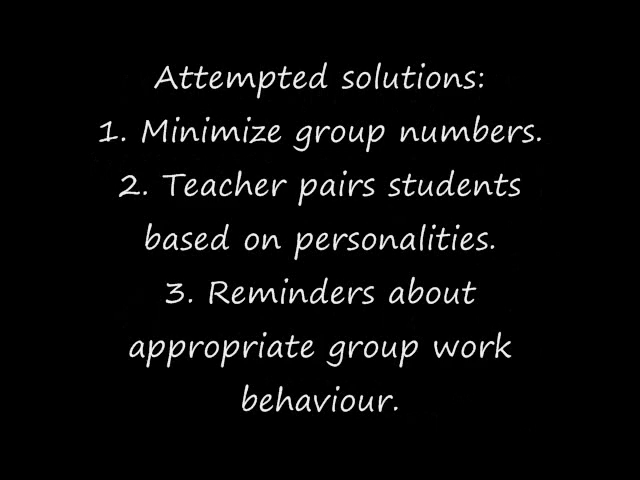 Attempted solutions:
1. Minimize group numbers.
2. Teacher pairs students
based on personalities.
3. Reminders about
appropriate group work
behaviour.